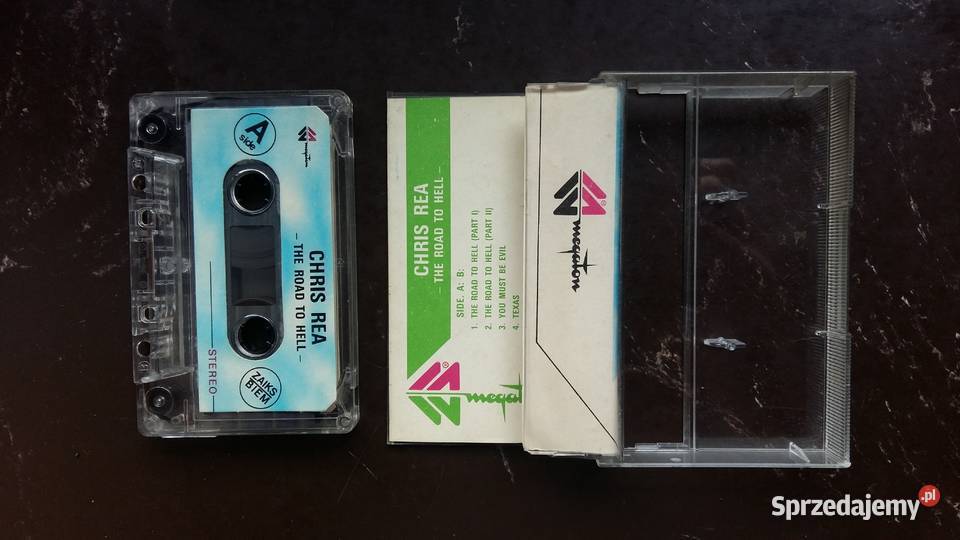 A
side
megaton
CHRIS REA
– THE ROAD TO HELL –
STEREO
ZAIKS
BIEM
CHRIS REA
– THE ROAD TO HELL –
SIDE. A: B:
1. THE ROAD TO HELL (PART I)
2. THE ROAD TO HELL (PART II)
3. YOU MUST BE EVIL
4. TEXAS
®
megat
®
megaton
Sprzedajemy.pl